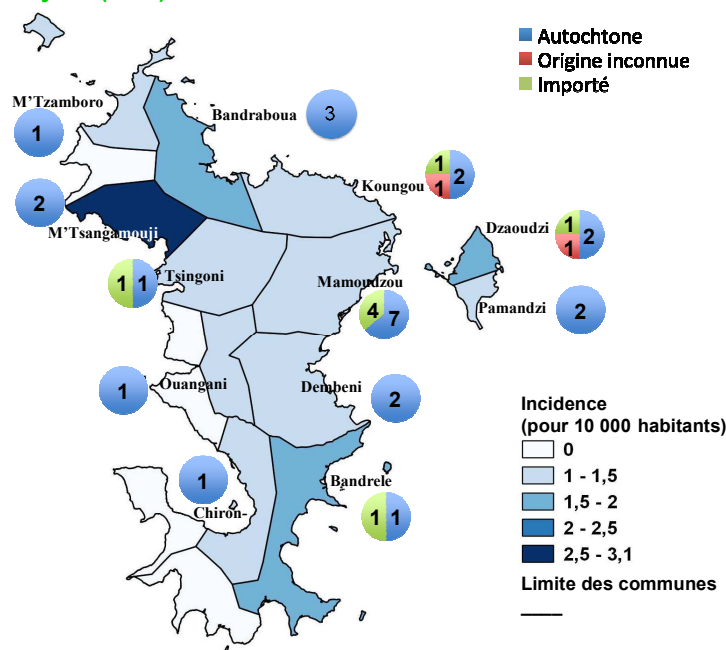 Autochtone
Origine inconnue
Importé
M'Tzamboro
1
Bandraboua
3
Koungou
1
2
1
2
M'Tsangamouji
Dzaoudzi
1
2
1
Tsingoni
1
1
Mamoudzou
4
7
Pamandzi
2
Ouangani
1
Dembeni
2
1
Chiron-
Bandrele
1
1
Incidence
(pour 10 000 habitants)
0
1 - 1,5
1,5 - 2
2 - 2,5
2,5 - 3,1
Limite des communes